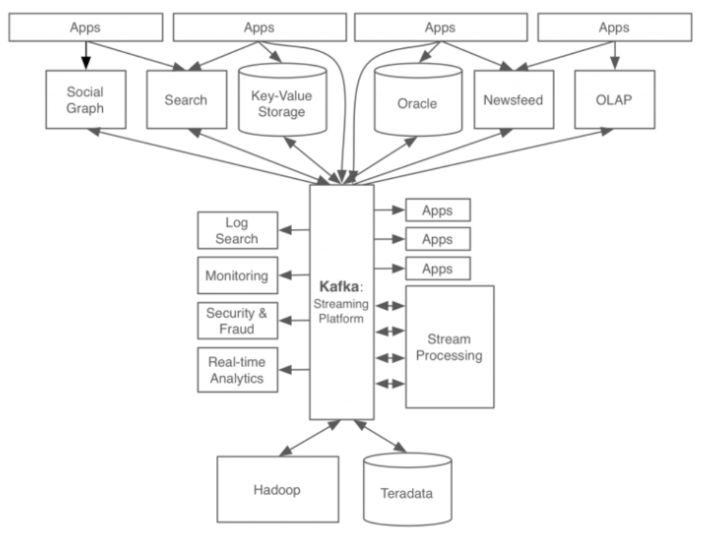 Apps
Apps
Apps
Apps
Social
Graph
Search
Key-Value
Storage
Oracle
Newsfeed
OLAP
Log
Search
Monitoring
Security &
Fraud
Real-time
Analytics
Kafka:
Streaming
Platform
Apps
Apps
Apps
Stream
Processing
Hadoop
Teradata